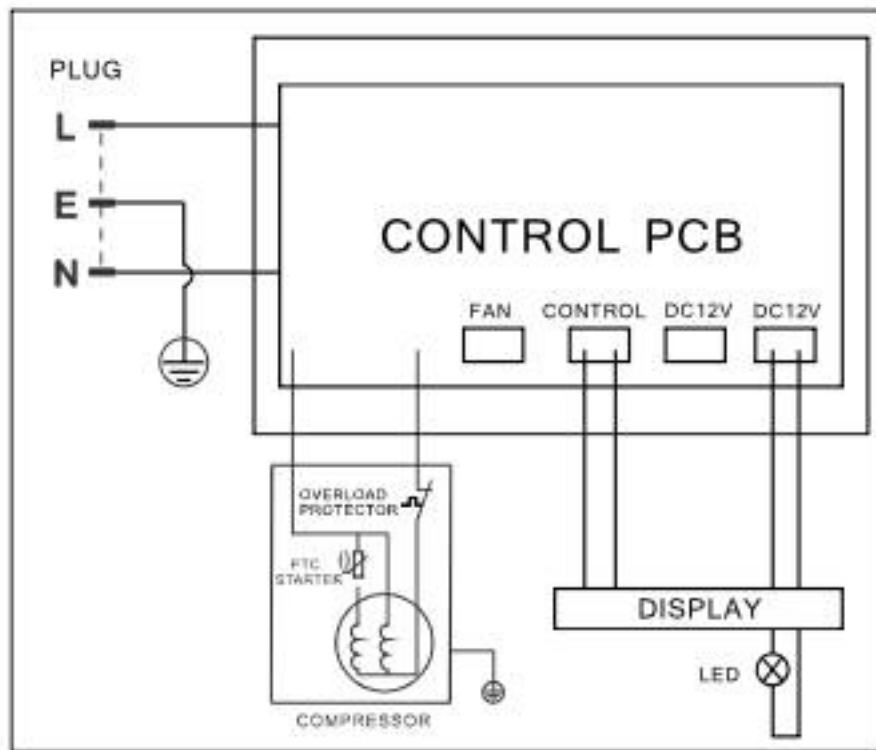 PLUG
L
E
N
CONTROL PCB
FAN CONTROL DC12V DC12V
OVERLOAD
PROTECTOR
PTC
STARTER
DISPLAY
LED
COMPRESSOR